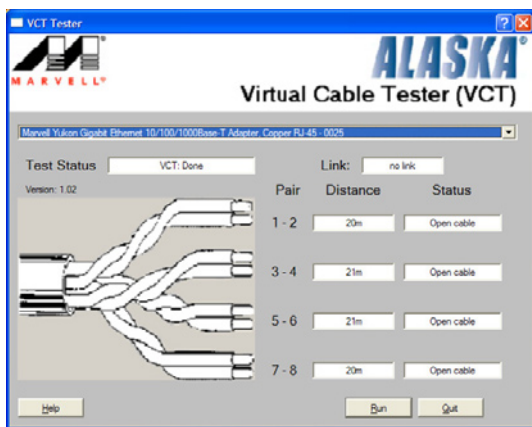 VCT Tester
MARVELL®
ALASKA®
Virtual Cable Tester (VCT)
Marvell Yukon Gigabit Ethernet 10/100/1000Base-T Adapter, Copper RJ-45 - 0025
Test Status VCT: Done Link: no link
Version: 1.02 Pair Distance Status
1 - 2 20m Open cable
3 - 4 21m Open cable
5 - 6 21m Open cable
7 - 8 20m Open cable
Help Run Quit